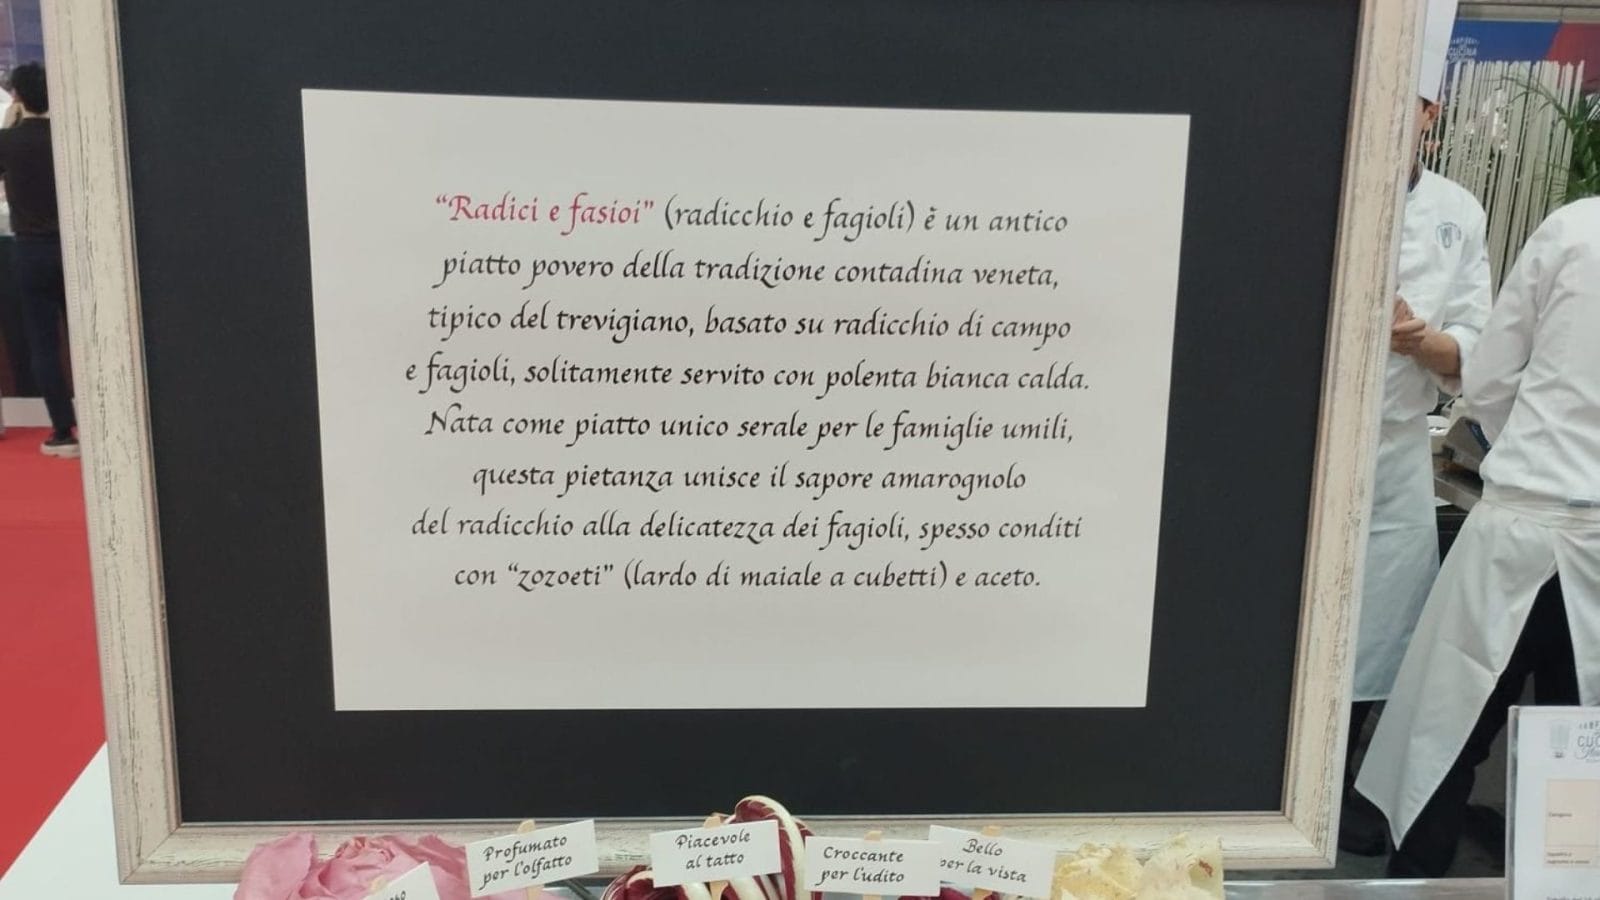 CUCINA
“Radici e fasioi” (radicchio e fagioli) è un antico
piatto povero della tradizione contadina veneta,
tipico del trevigiano, basato su radicchio di campo
e fagioli, solitamente servito con polenta bianca calda.
Nata come piatto unico serale per le famiglie umili,
questa pietanza unisce il sapore amarognolo
del radicchio alla delicatezza dei fagioli, spesso conditi
con “zozoeti” (lardo di maiale a cubetti) e aceto.
Profumato
per l'olfatto
Piacevole
al tatto
Croccante
per l'udito
Bello
per la vista